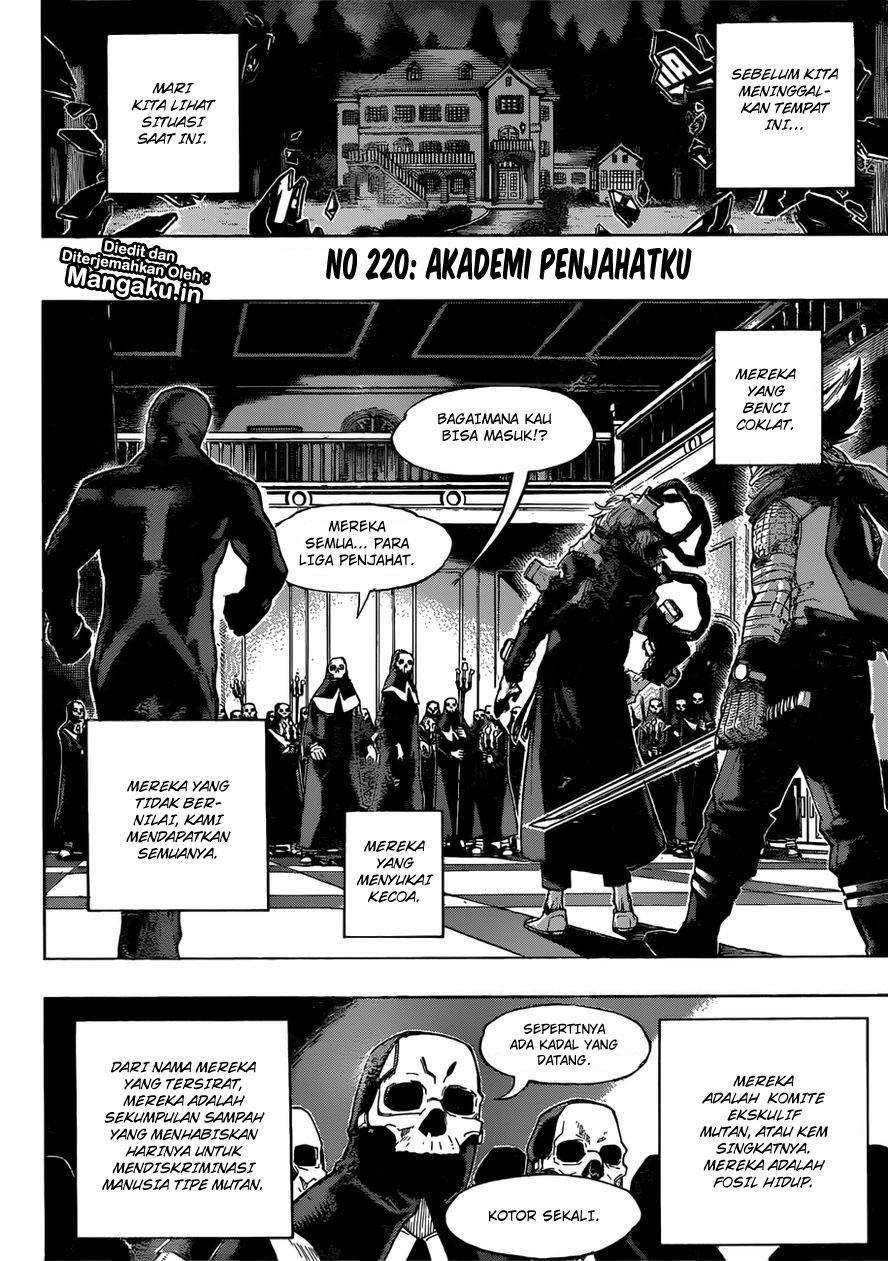 SEBELUM KITA
MENINGGAL-
KAN TEMPAT
INI...
MARI
KITA LIHAT
SITUASI
SAAT INI.
Diedit dan
Diterjemahkan Oleh :
Mangaku.in
NO 220: AKADEMI PENJAHATKU
MEREKA
YANG
BENCI
COKLAT.
BAGAIMANA KAU
BISA MASUK!?
MEREKA
SEMUA... PARA
LIGA PENJAHAT.
MEREKA
YANG
MENYUKAI
KECOA.
MEREKA YANG
TIDAK BER-
NILAI, KAMI
MENDAPATKAN
SEMUANYA.
MEREKA
ADALAH KOMITE
EKSKULIF
MUTAN, ATAU KEM
SINGKATNYA.
MEREKA ADALAH
FOSIL HIDUP.
SEPERTINYA
ADA KADAL YANG
DATANG.
KOTOR SEKALI.
DARI NAMA MEREKA
YANG TERSIRAT,
MEREKA ADALAH
SEKUMPULAN SAMPAH
YANG MENHABISKAN
HARINYA UNTUK
MENDISKRIMINASI
MANUSIA TIPE MUTAN.